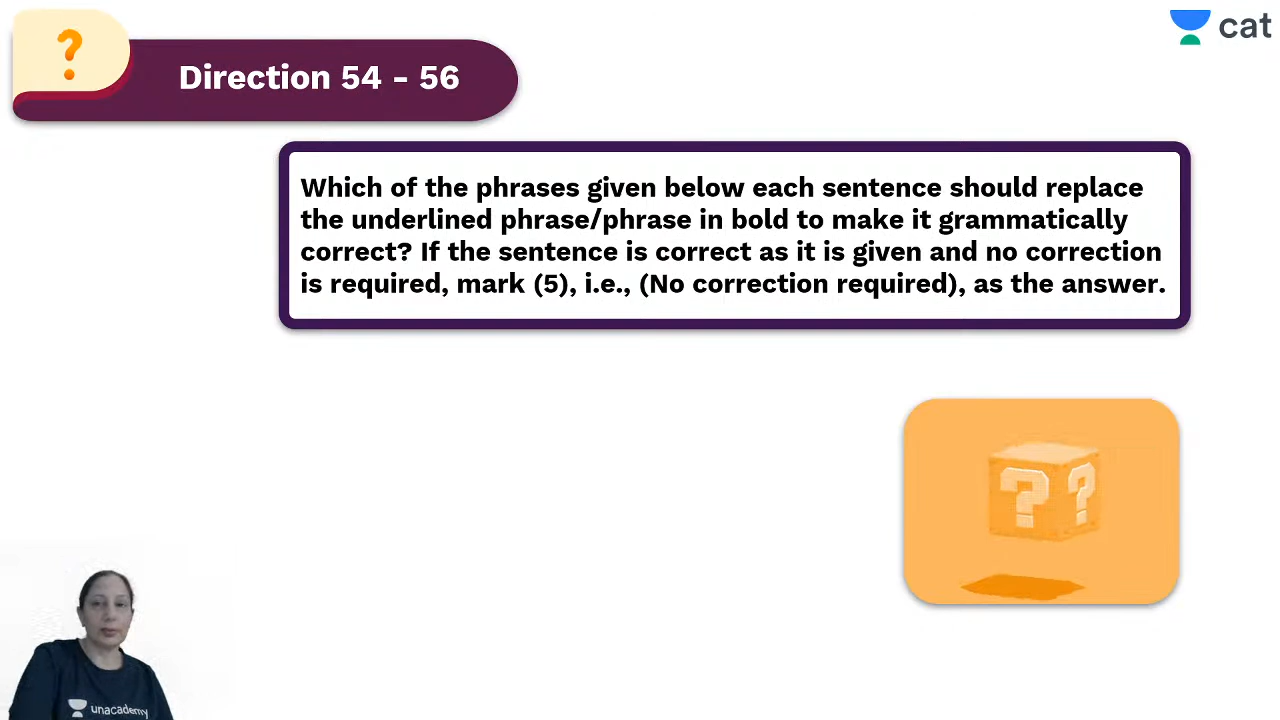 ?
Direction 54 - 56
cat
Which of the phrases given below each sentence should replace
the underlined phrase/phrase in bold to make it grammatically
correct? If the sentence is correct as it is given and no correction
is required, mark (5), i.e., (No correction required), as the answer.
? ?
unacademy